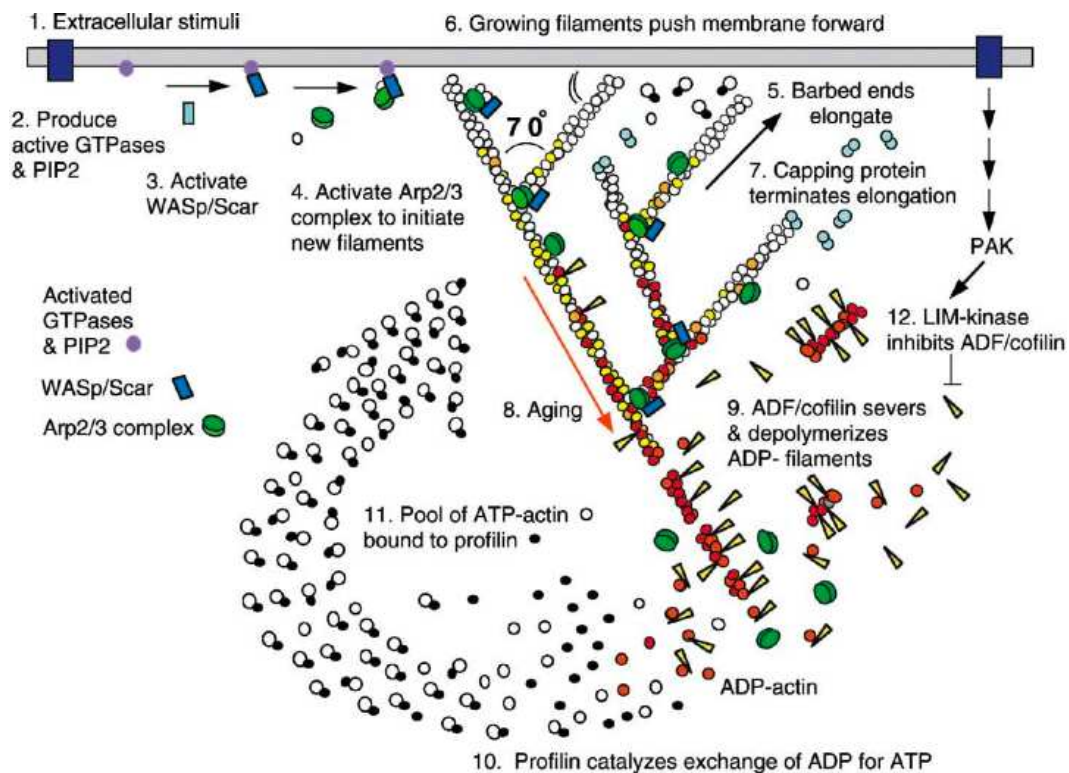 1. Extracellular stimuli
6. Growing filaments push membrane forward
2. Produce
active GTPases
& PIP2
3. Activate
WASp/Scar
4. Activate Arp2/3
complex to initiate
new filaments
70°
5. Barbed ends
elongate
7. Capping protein
terminates elongation
PAK
12. LIM-kinase
inhibits ADF/cofilin
Activated
GTPases
& PIP2
WASp/Scar
Arp2/3 complex
8. Aging
9. ADF/cofilin severs
& depolymerizes
ADP- filaments
11. Pool of ATP-actin
bound to profilin
ADP-actin
10. Profilin catalyzes exchange of ADP for ATP